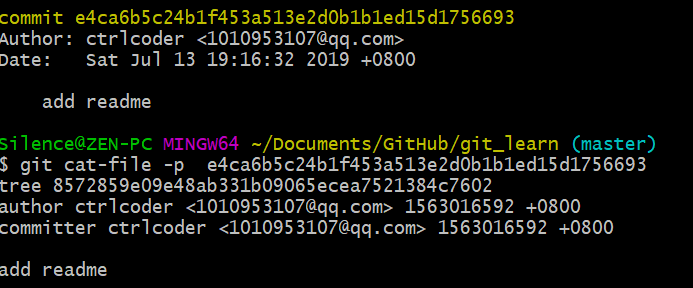 commit e4ca6b5c24b1f453a513e2d0b1b1ed15d1756693
Author: ctrlcoder <1010953107@qq.com>
Date:   Sat Jul 13 19:16:32 2019 +0800
    add readme
Silence@ZEN-PC MINGW64 ~/Documents/GitHub/git_learn (master)
$ git cat-file -p  e4ca6b5c24b1f453a513e2d0b1b1ed15d1756693
tree 8572859e09e48ab331b09065ecea7521384c7602
author ctrlcoder <1010953107@qq.com> 1563016592 +0800
committer ctrlcoder <1010953107@qq.com> 1563016592 +0800
add readme